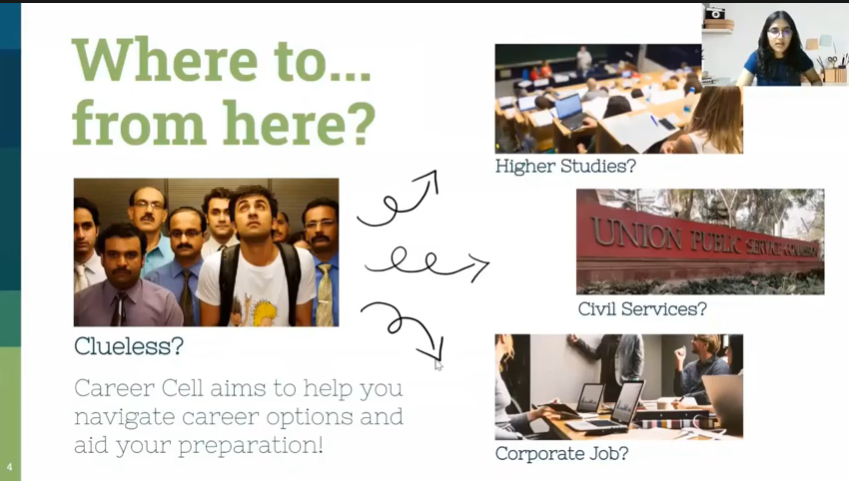 Where to...
from here?
Higher Studies?
UNION PUBLIC SERVICE COMMISSION
Civil Services?
Clueless?
Career Cell aims to help you
navigate career options and
aid your preparation!
Corporate Job?
4